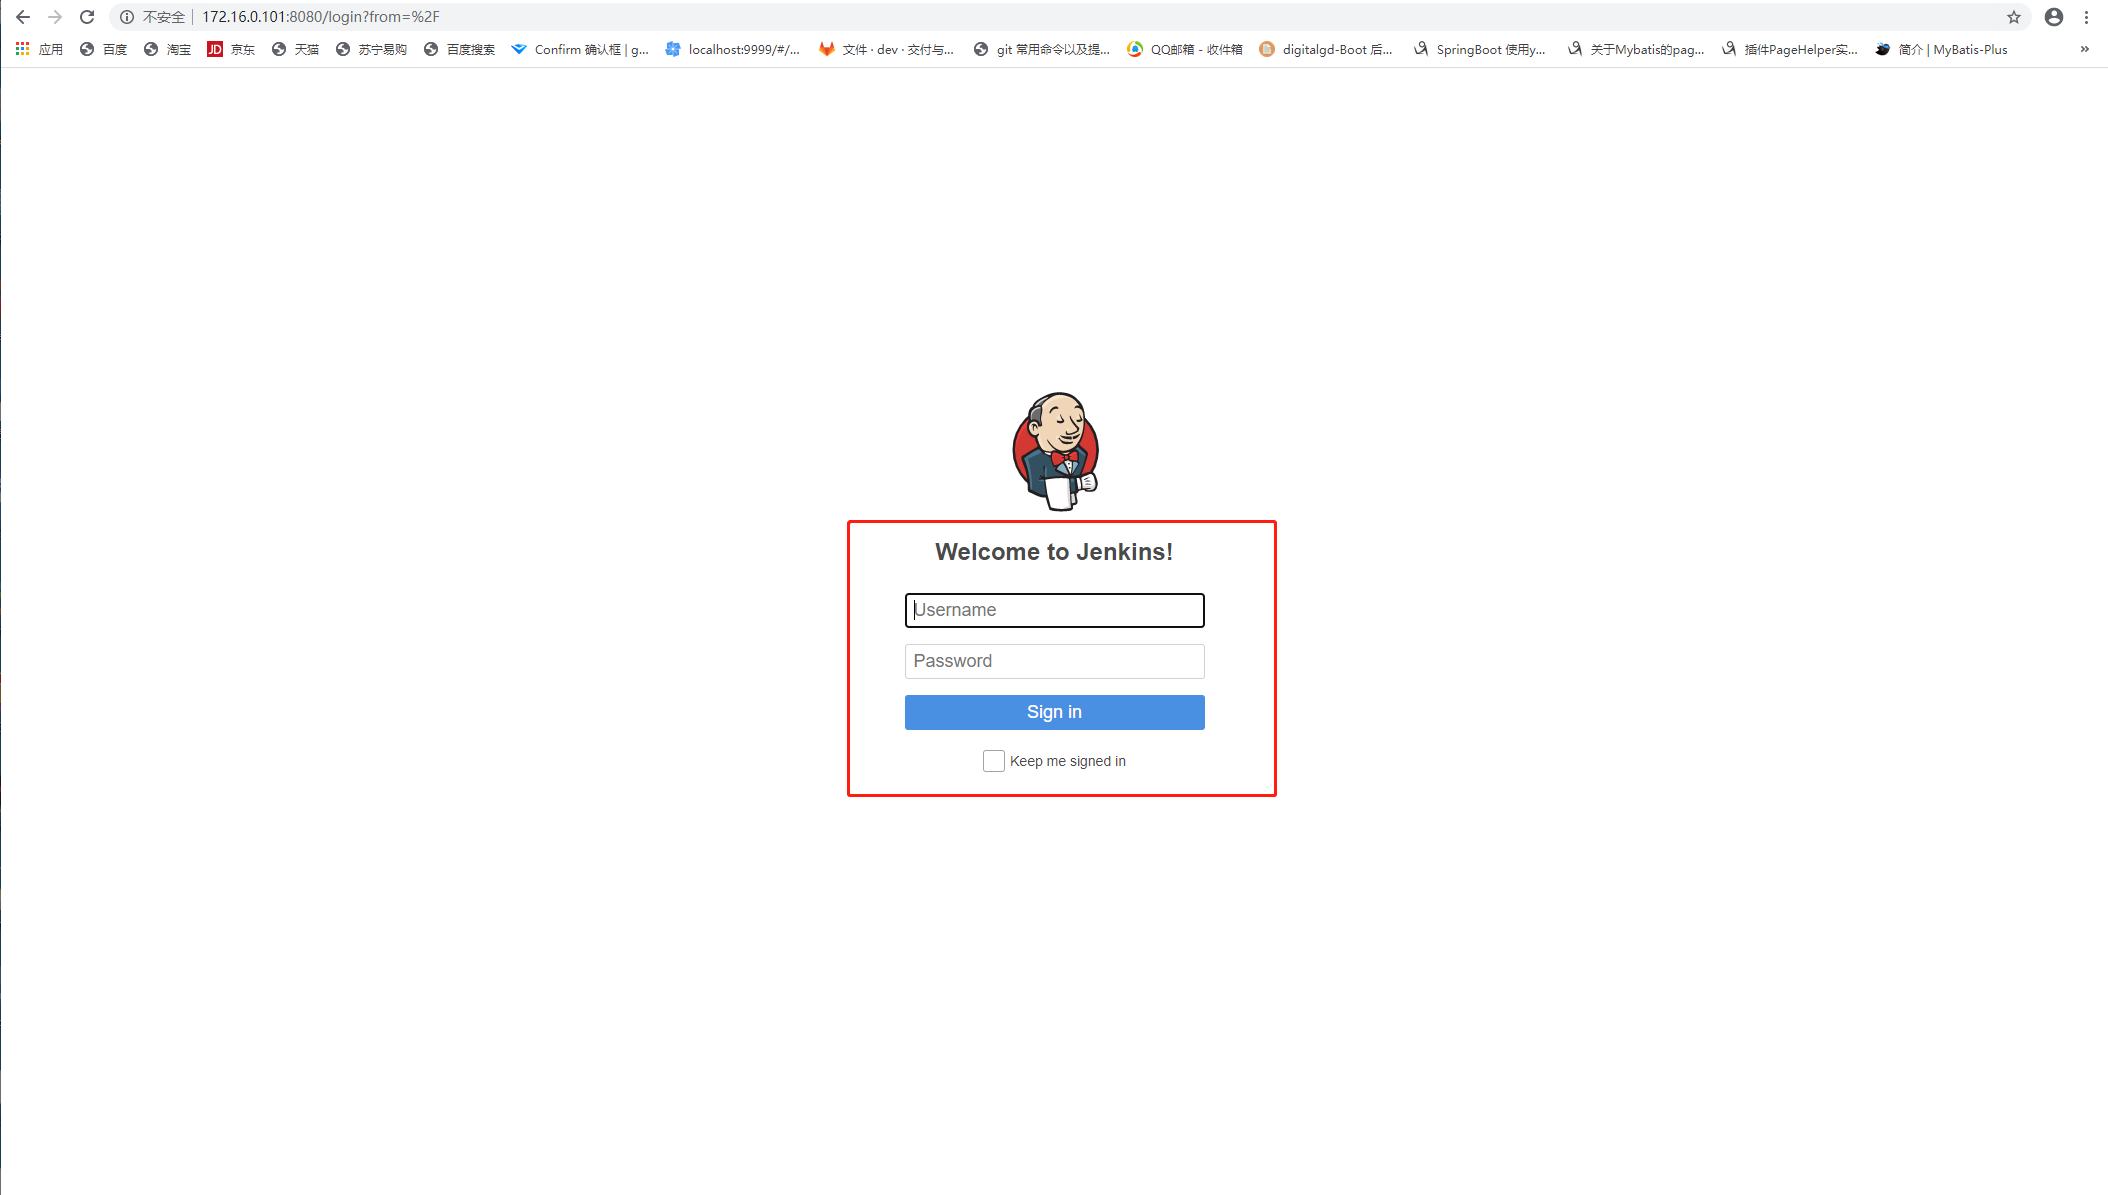 不安全 | 172.16.0.101:8080/login?from=%2F
应用 百度 淘宝 JD 京东 天猫 苏宁易购 百度搜索 Confirm 确认框 | g... localhost:9999/#/... 文件 · dev · 交付与... git 常用命令以及提... QQ邮箱 - 收件箱 digitalgd-Boot 后... SpringBoot 使用y... 关于Mybatis的pag... 插件PageHelper实... 简介 | MyBatis-Plus »
Welcome to Jenkins!
Username
Password
Sign in
Keep me signed in